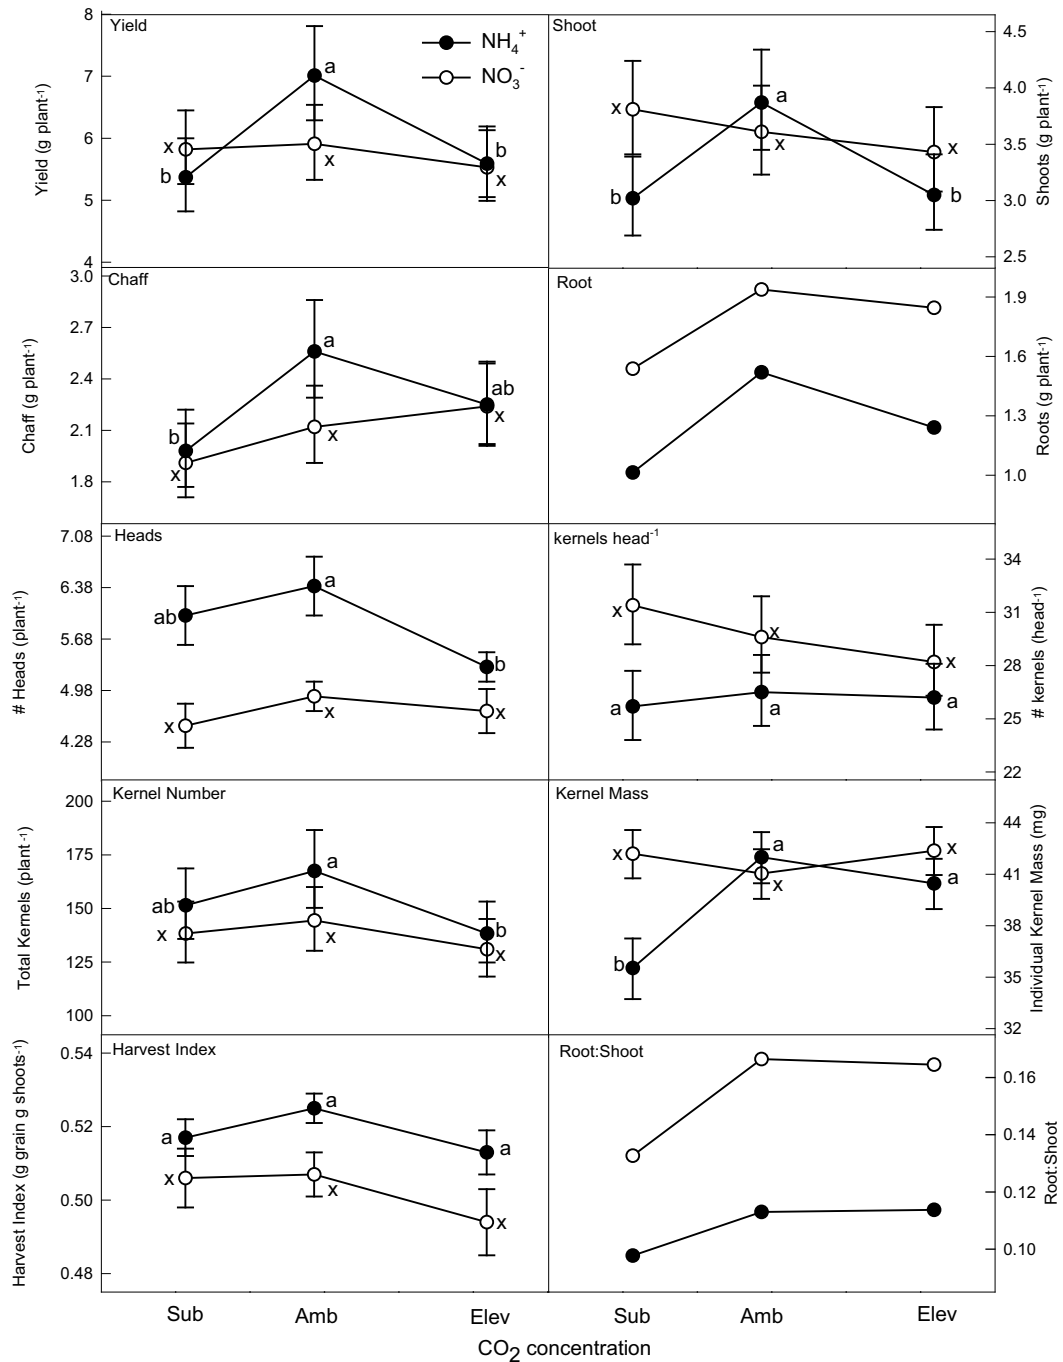 Yield
NH₄⁺
NO₃⁻
8
7
6
5
4
Yield (g plant⁻¹)
x
b
a
x
b
x
Shoot
4.5
4.0
3.5
3.0
2.5
Shoots (g plant⁻¹)
x
b
a
x
x
b
Chaff
3.0
2.7
2.4
2.1
1.8
Chaff (g plant⁻¹)
b
x
a
x
ab
x
Root
1.9
1.6
1.3
1.0
Roots (g plant⁻¹)
Heads
7.08
6.38
5.68
4.98
4.28
# Heads (plant⁻¹)
ab
x
a
x
b
x
kernels head⁻¹
34
31
28
25
22
# kernels (head⁻¹)
x
a
x
a
x
a
Kernel Number
200
175
150
125
100
Total Kernels (plant⁻¹)
ab
x
a
x
b
x
Kernel Mass
44
41
38
35
32
Individual Kernel Mass (mg)
x
b
a
x
x
a
Harvest Index
0.54
0.52
0.50
0.48
Harvest Index (g grain g shoots⁻¹)
a
x
a
x
a
x
Root:Shoot
0.16
0.14
0.12
0.10
Root:Shoot
Sub
Amb
Elev
Sub
Amb
Elev
CO₂ concentration